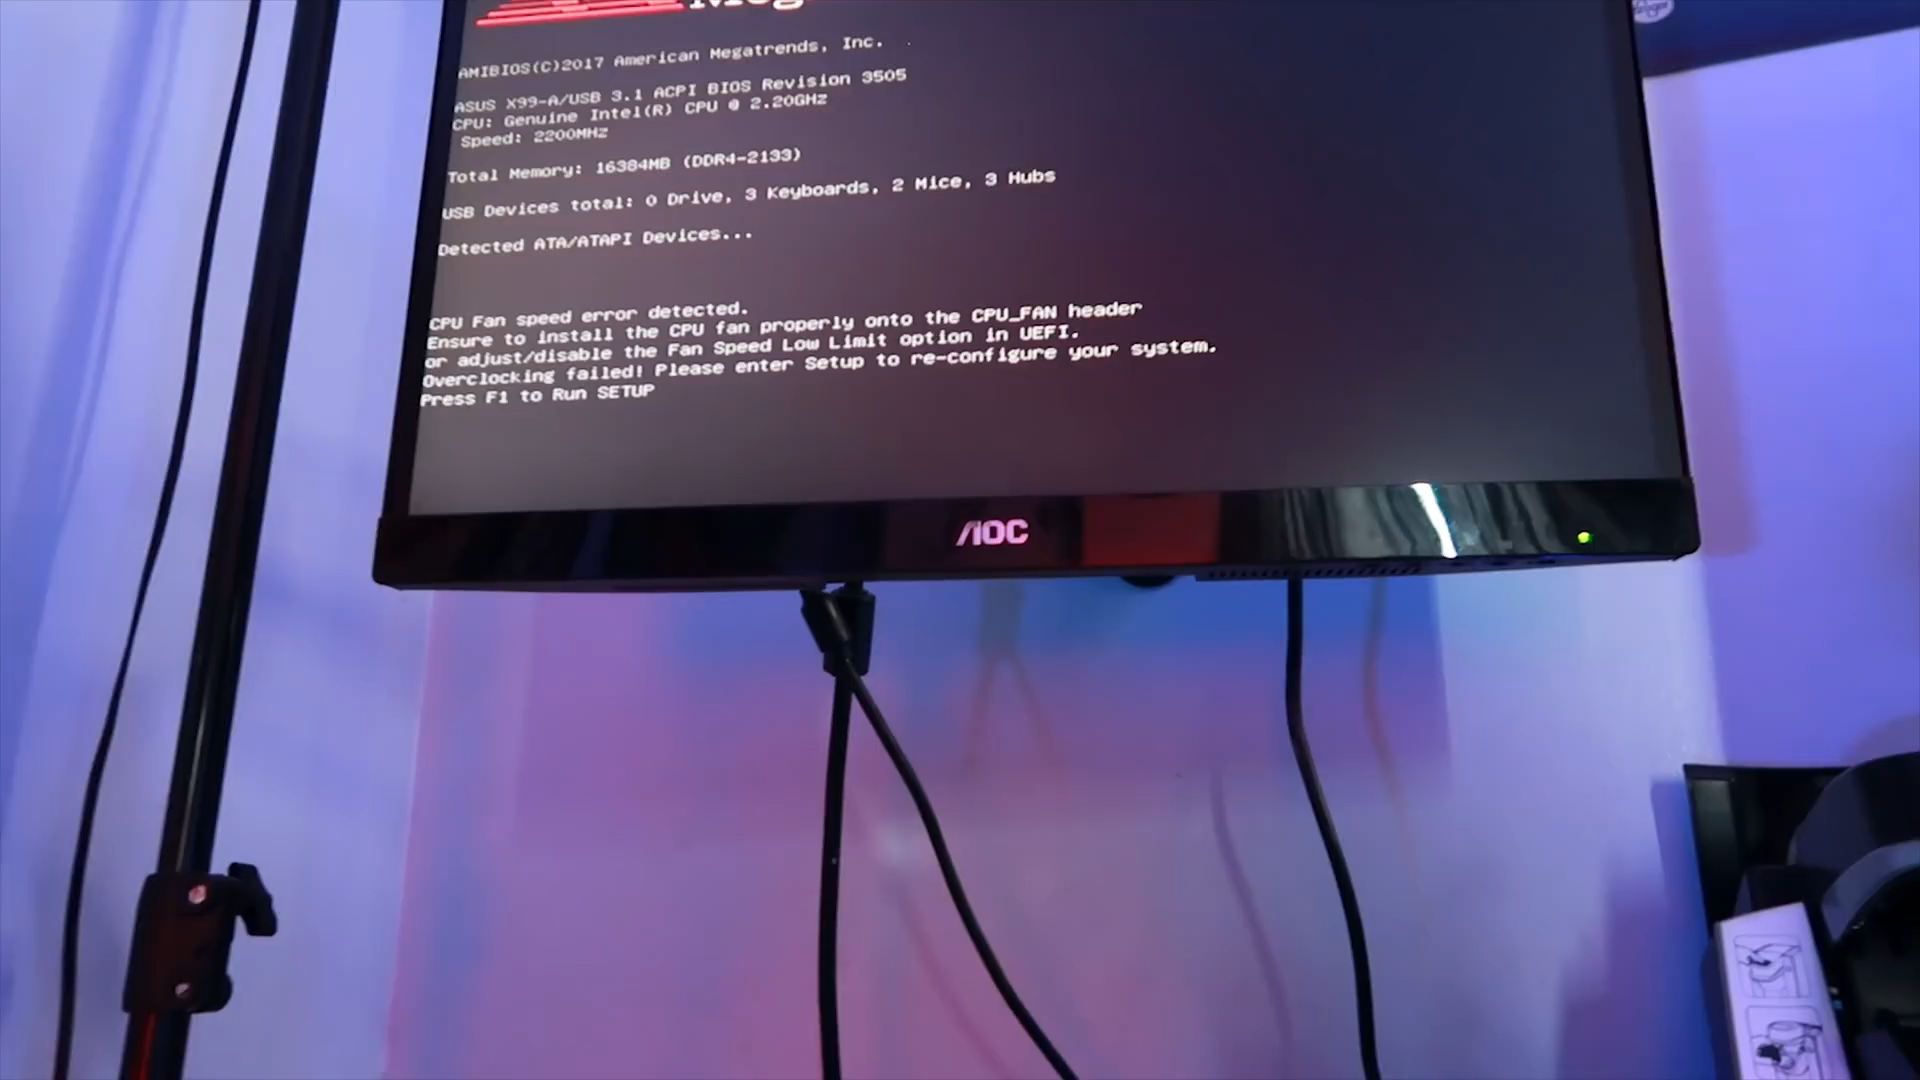 AMIBIOS(C)2017 American Megatrends, Inc.
ASUS X99-A/USB 3.1 ACPI BIOS Revision 3505
CPU: Genuine Intel(R) CPU @ 2.20GHz
Speed: 2200MHz
Total Memory: 16384MB (DDR4-2133)
USB Devices total: 0 Drive, 3 Keyboards, 2 Mice, 3 Hubs
Detected ATA/ATAPI Devices...
CPU Fan speed error detected.
Ensure to install the CPU fan properly onto the CPU_FAN header
or adjust/disable the Fan Speed Low Limit option in UEFI.
Overclocking failed! Please enter Setup to re-configure your system.
Press F1 to Run SETUP
AOC